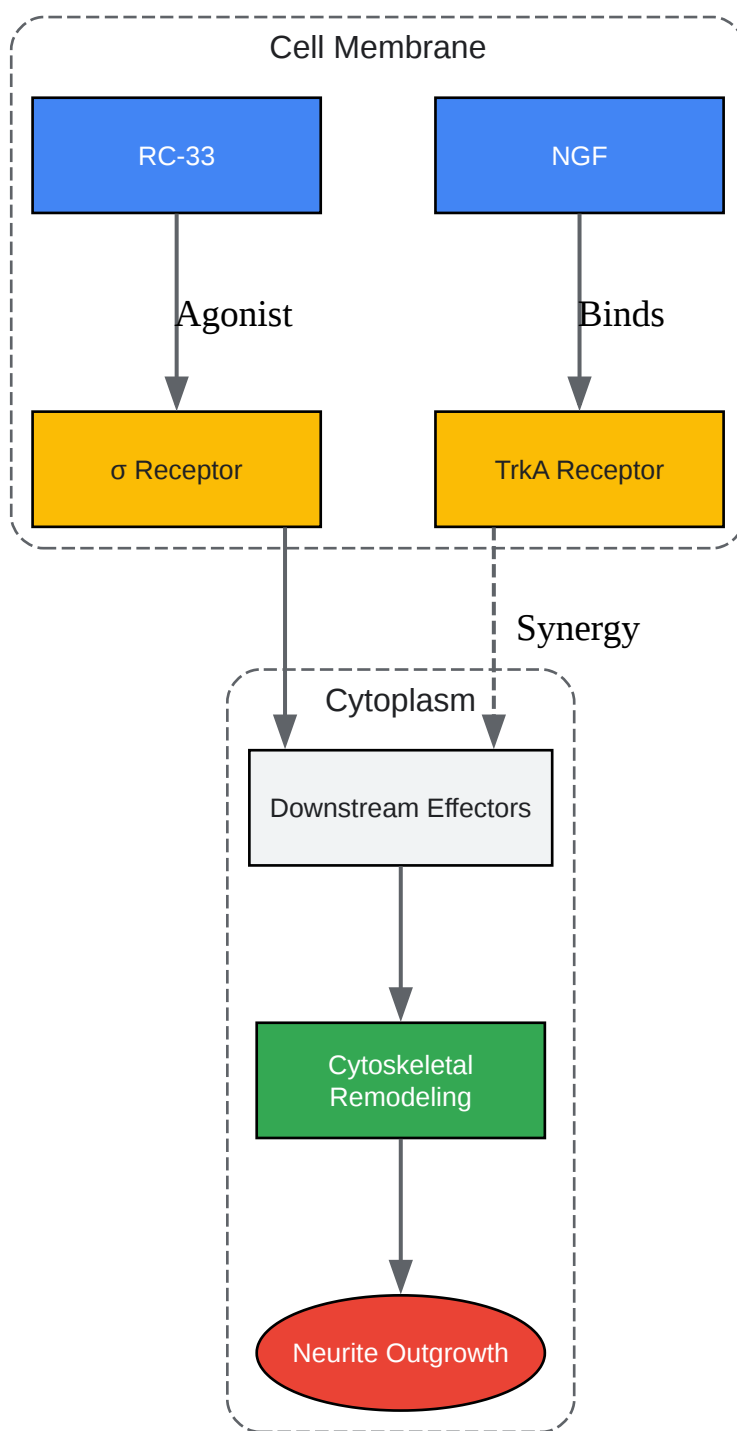 Cell Membrane
RC-33
NGF
Agonist
Binds
σ Receptor
TrkA Receptor
Synergy
Cytoplasm
Downstream Effectors
Cytoskeletal
Remodeling
Neurite Outgrowth